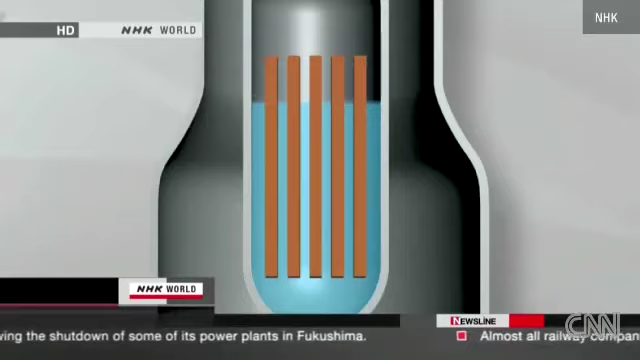 HD NHK WORLD
NHK
NHK WORLD
NEWSLINE
CNN
the shutdown of some of its power plants in Fukushima. Almost all railway